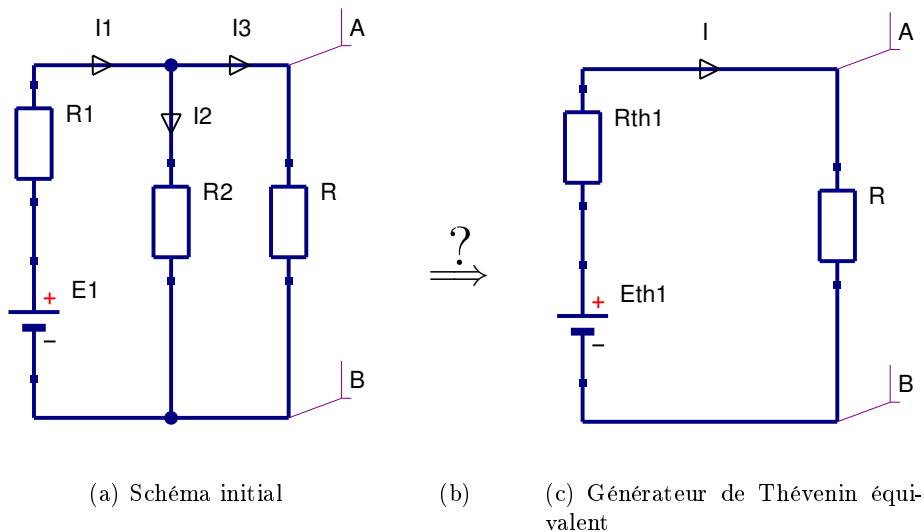 I1 I3 A
R1 I2
R2 R
E1 +
−
B
?
⟹
I A
Rth1
R
Eth1 +
−
B
(a) Schéma initial
(b)
(c) Générateur de Thévenin équi-
valent